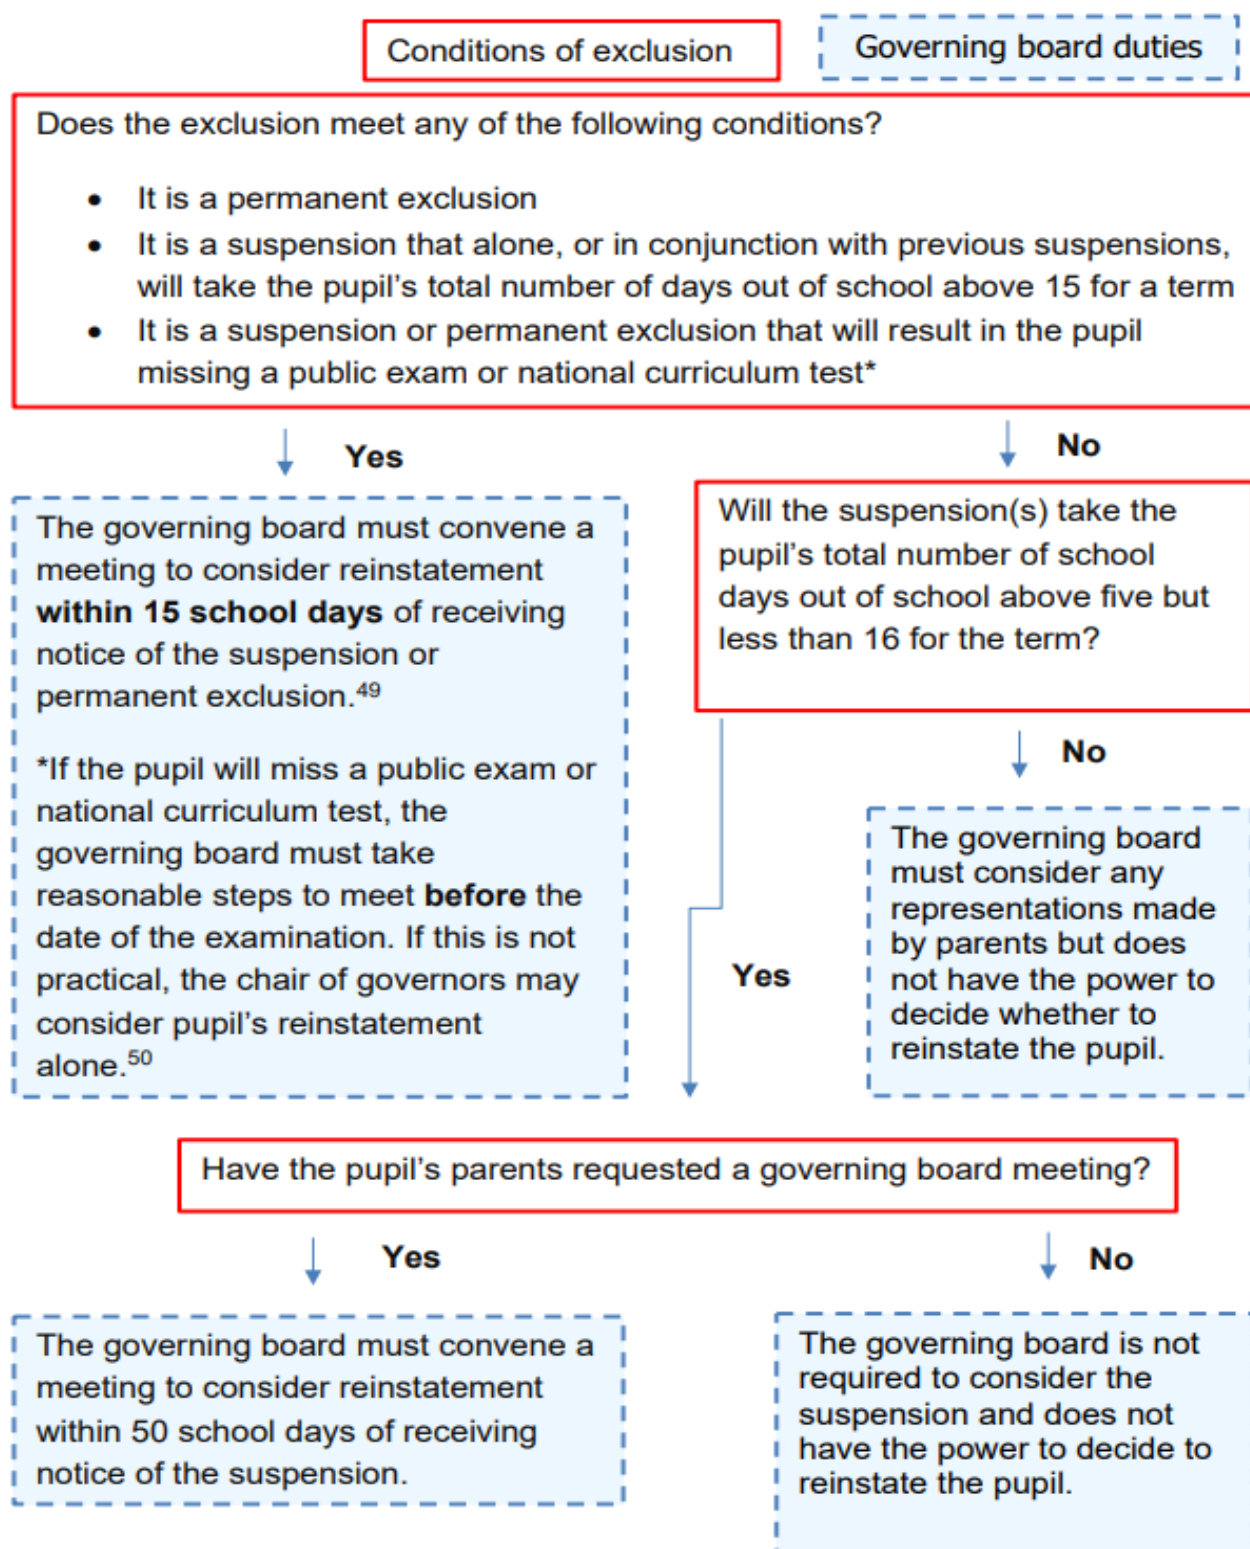 Conditions of exclusion
Governing board duties
Does the exclusion meet any of the following conditions?
• It is a permanent exclusion
• It is a suspension that alone, or in conjunction with previous suspensions,
will take the pupil's total number of days out of school above 15 for a term
• It is a suspension or permanent exclusion that will result in the pupil
missing a public exam or national curriculum test*
Yes
No
The governing board must convene a
meeting to consider reinstatement
within 15 school days of receiving
notice of the suspension or
permanent exclusion.49
*If the pupil will miss a public exam or
national curriculum test, the
governing board must take
reasonable steps to meet before the
date of the examination. If this is not
practical, the chair of governors may
consider pupil's reinstatement
alone.50
Will the suspension(s) take the
pupil's total number of school
days out of school above five but
less than 16 for the term?
No
The governing board
must consider any
representations made
by parents but does
not have the power to
decide whether to
reinstate the pupil.
Yes
Have the pupil's parents requested a governing board meeting?
Yes
No
The governing board must convene a
meeting to consider reinstatement
within 50 school days of receiving
notice of the suspension.
The governing board is not
required to consider the
suspension and does not
have the power to decide to
reinstate the pupil.